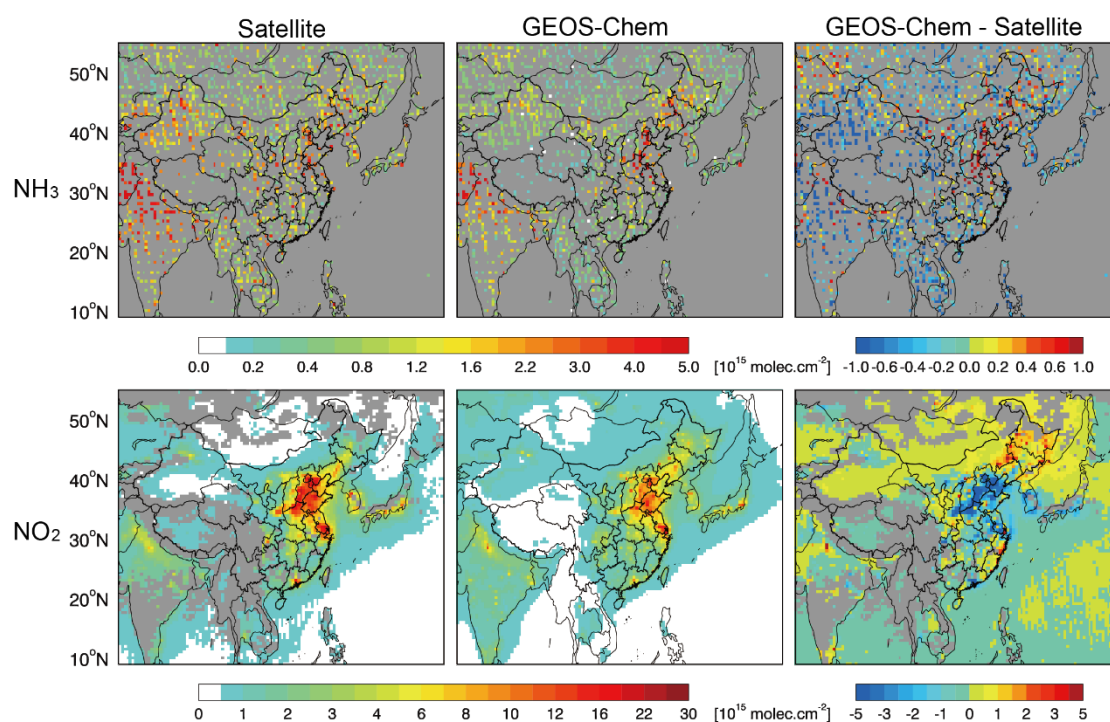 Satellite GEOS-Chem GEOS-Chem - Satellite
50°N
40°N
NH3
30°N
20°N
10°N
0.0 0.2 0.4 0.8 1.2 1.6 2.2 3.0 4.0 5.0 [10^15 molec.cm^-2] -1.0 -0.6 -0.4 -0.2 0.0 0.2 0.4 0.6 1.0
50°N
40°N
NO2
30°N
20°N
10°N
0 1 2 4 6 8 10 12 16 22 30 [10^15 molec.cm^-2] -5 -3 -2 -1 0 1 2 3 5